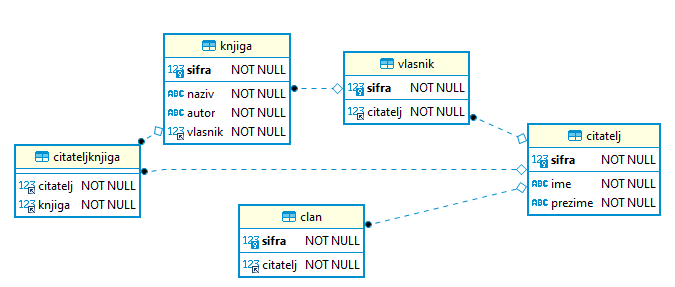 knjiga
123 sifra NOT NULL
ABC naziv NOT NULL
ABC autor NOT NULL
123 vlasnik NOT NULL
vlasnik
123 sifra NOT NULL
123 citatelj NOT NULL
citatelj
123 sifra NOT NULL
ABC ime NOT NULL
ABC prezime NOT NULL
citateljknjiga
123 citatelj NOT NULL
123 knjiga NOT NULL
clan
123 sifra NOT NULL
123 citatelj NOT NULL